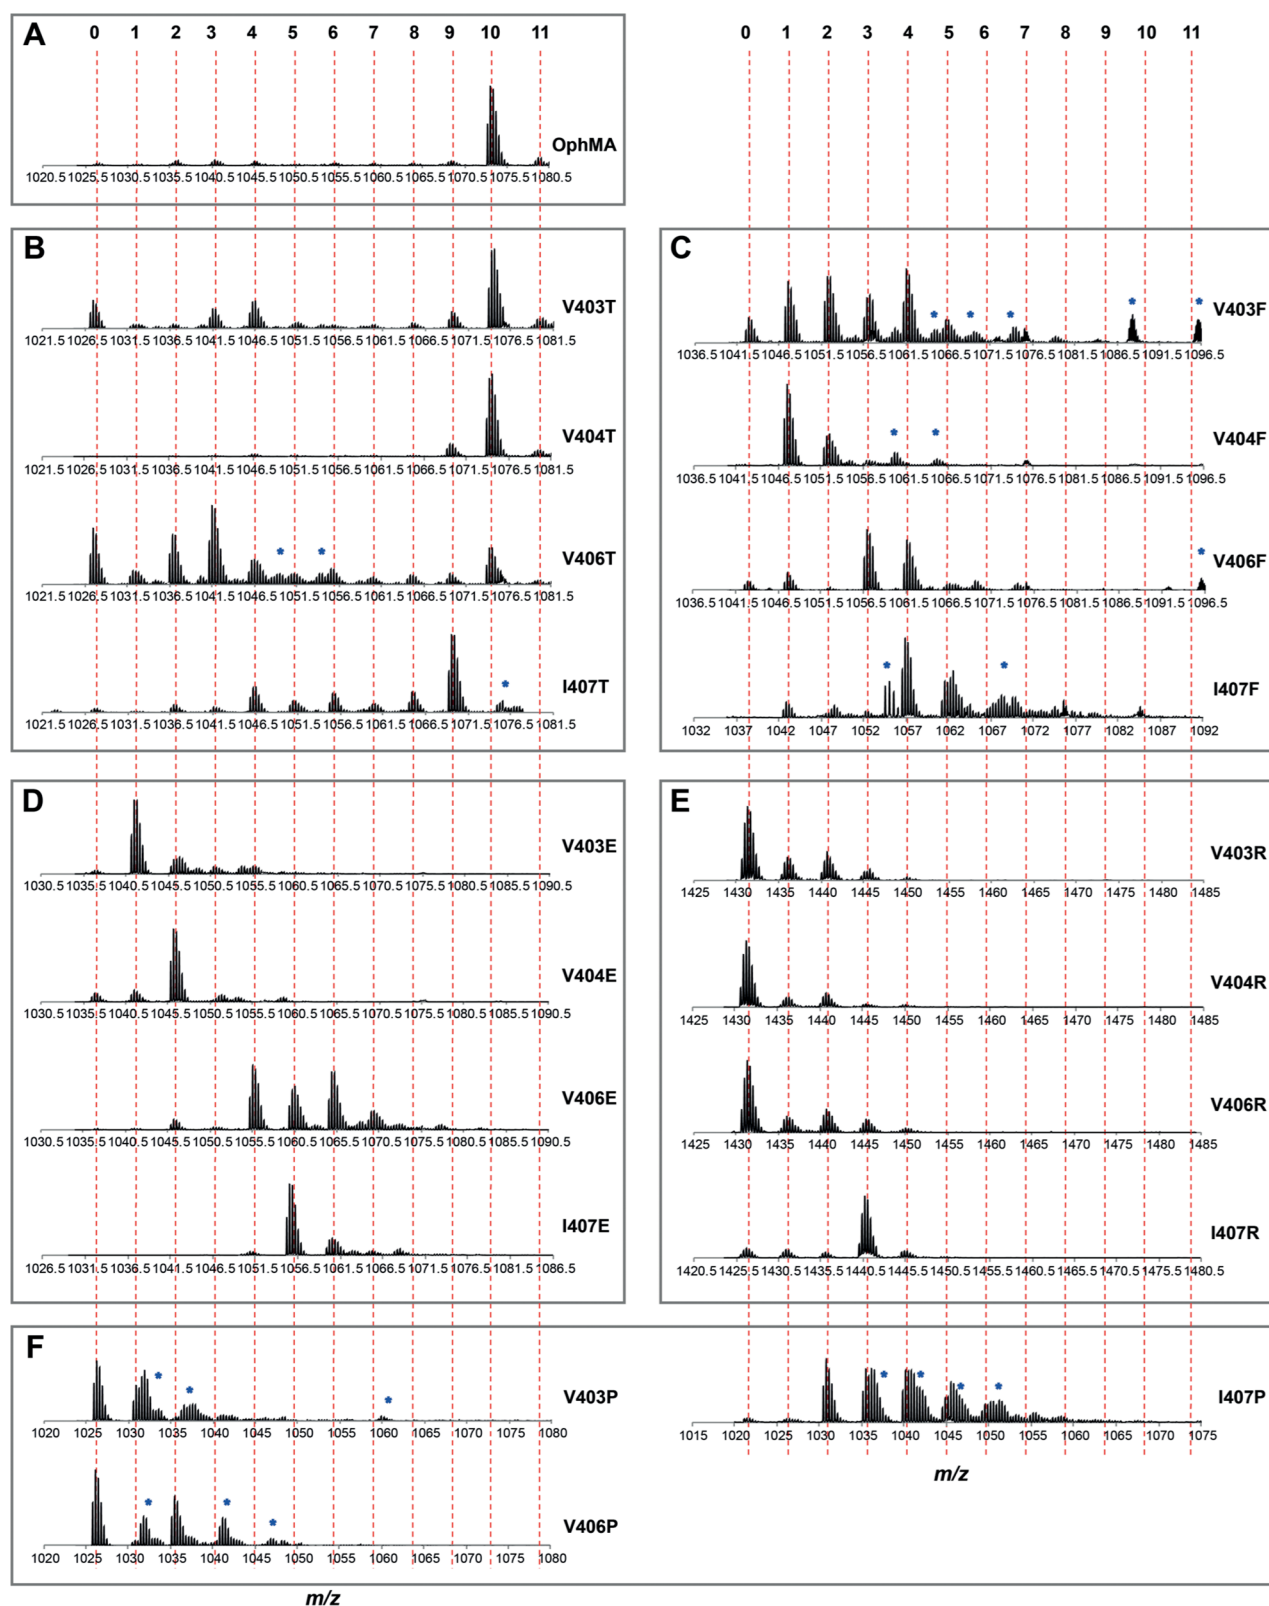 A
0 1 2 3 4 5 6 7 8 9 10 11
0 1 2 3 4 5 6 7 8 9 10 11
OphMA
1020.5 1025.5 1030.5 1035.5 1040.5 1045.5 1050.5 1055.5 1060.5 1065.5 1070.5 1075.5 1080.5
B
V403T
1021.5 1026.5 1031.5 1036.5 1041.5 1046.5 1051.5 1056.5 1061.5 1066.5 1071.5 1076.5 1081.5
V404T
1021.5 1026.5 1031.5 1036.5 1041.5 1046.5 1051.5 1056.5 1061.5 1066.5 1071.5 1076.5 1081.5
* *
V406T
1021.5 1026.5 1031.5 1036.5 1041.5 1046.5 1051.5 1056.5 1061.5 1066.5 1071.5 1076.5 1081.5
*
I407T
1021.5 1026.5 1031.5 1036.5 1041.5 1046.5 1051.5 1056.5 1061.5 1066.5 1071.5 1076.5 1081.5
C
* * * * *
V403F
1036.5 1041.5 1046.5 1051.5 1056.5 1061.5 1066.5 1071.5 1076.5 1081.5 1086.5 1091.5 1096.5
* *
V404F
1036.5 1041.5 1046.5 1051.5 1056.5 1061.5 1066.5 1071.5 1076.5 1081.5 1086.5 1091.5 1096.5
*
V406F
1036.5 1041.5 1046.5 1051.5 1056.5 1061.5 1066.5 1071.5 1076.5 1081.5 1086.5 1091.5 1096.5
* *
I407F
1032 1037 1042 1047 1052 1057 1062 1067 1072 1077 1082 1087 1092
D
V403E
1030.5 1035.5 1040.5 1045.5 1050.5 1055.5 1060.5 1065.5 1070.5 1075.5 1080.5 1085.5 1090.5
V404E
1030.5 1035.5 1040.5 1045.5 1050.5 1055.5 1060.5 1065.5 1070.5 1075.5 1080.5 1085.5 1090.5
V406E
1030.5 1035.5 1040.5 1045.5 1050.5 1055.5 1060.5 1065.5 1070.5 1075.5 1080.5 1085.5 1090.5
I407E
1026.5 1031.5 1036.5 1041.5 1046.5 1051.5 1056.5 1061.5 1066.5 1071.5 1076.5 1081.5 1086.5
E
V403R
1425 1430 1435 1440 1445 1450 1455 1460 1465 1470 1475 1480 1485
V404R
1425 1430 1435 1440 1445 1450 1455 1460 1465 1470 1475 1480 1485
V406R
1425 1430 1435 1440 1445 1450 1455 1460 1465 1470 1475 1480 1485
I407R
1420.5 1425.5 1430.5 1435.5 1440.5 1445.5 1450.5 1455.5 1460.5 1465.5 1470.5 1475.5 1480.5
F
* * *
V403P
1020 1025 1030 1035 1040 1045 1050 1055 1060 1065 1070 1075 1080
* * *
V406P
1020 1025 1030 1035 1040 1045 1050 1055 1060 1065 1070 1075 1080
m/z
* * * *
I407P
1015 1020 1025 1030 1035 1040 1045 1050 1055 1060 1065 1070 1075
m/z